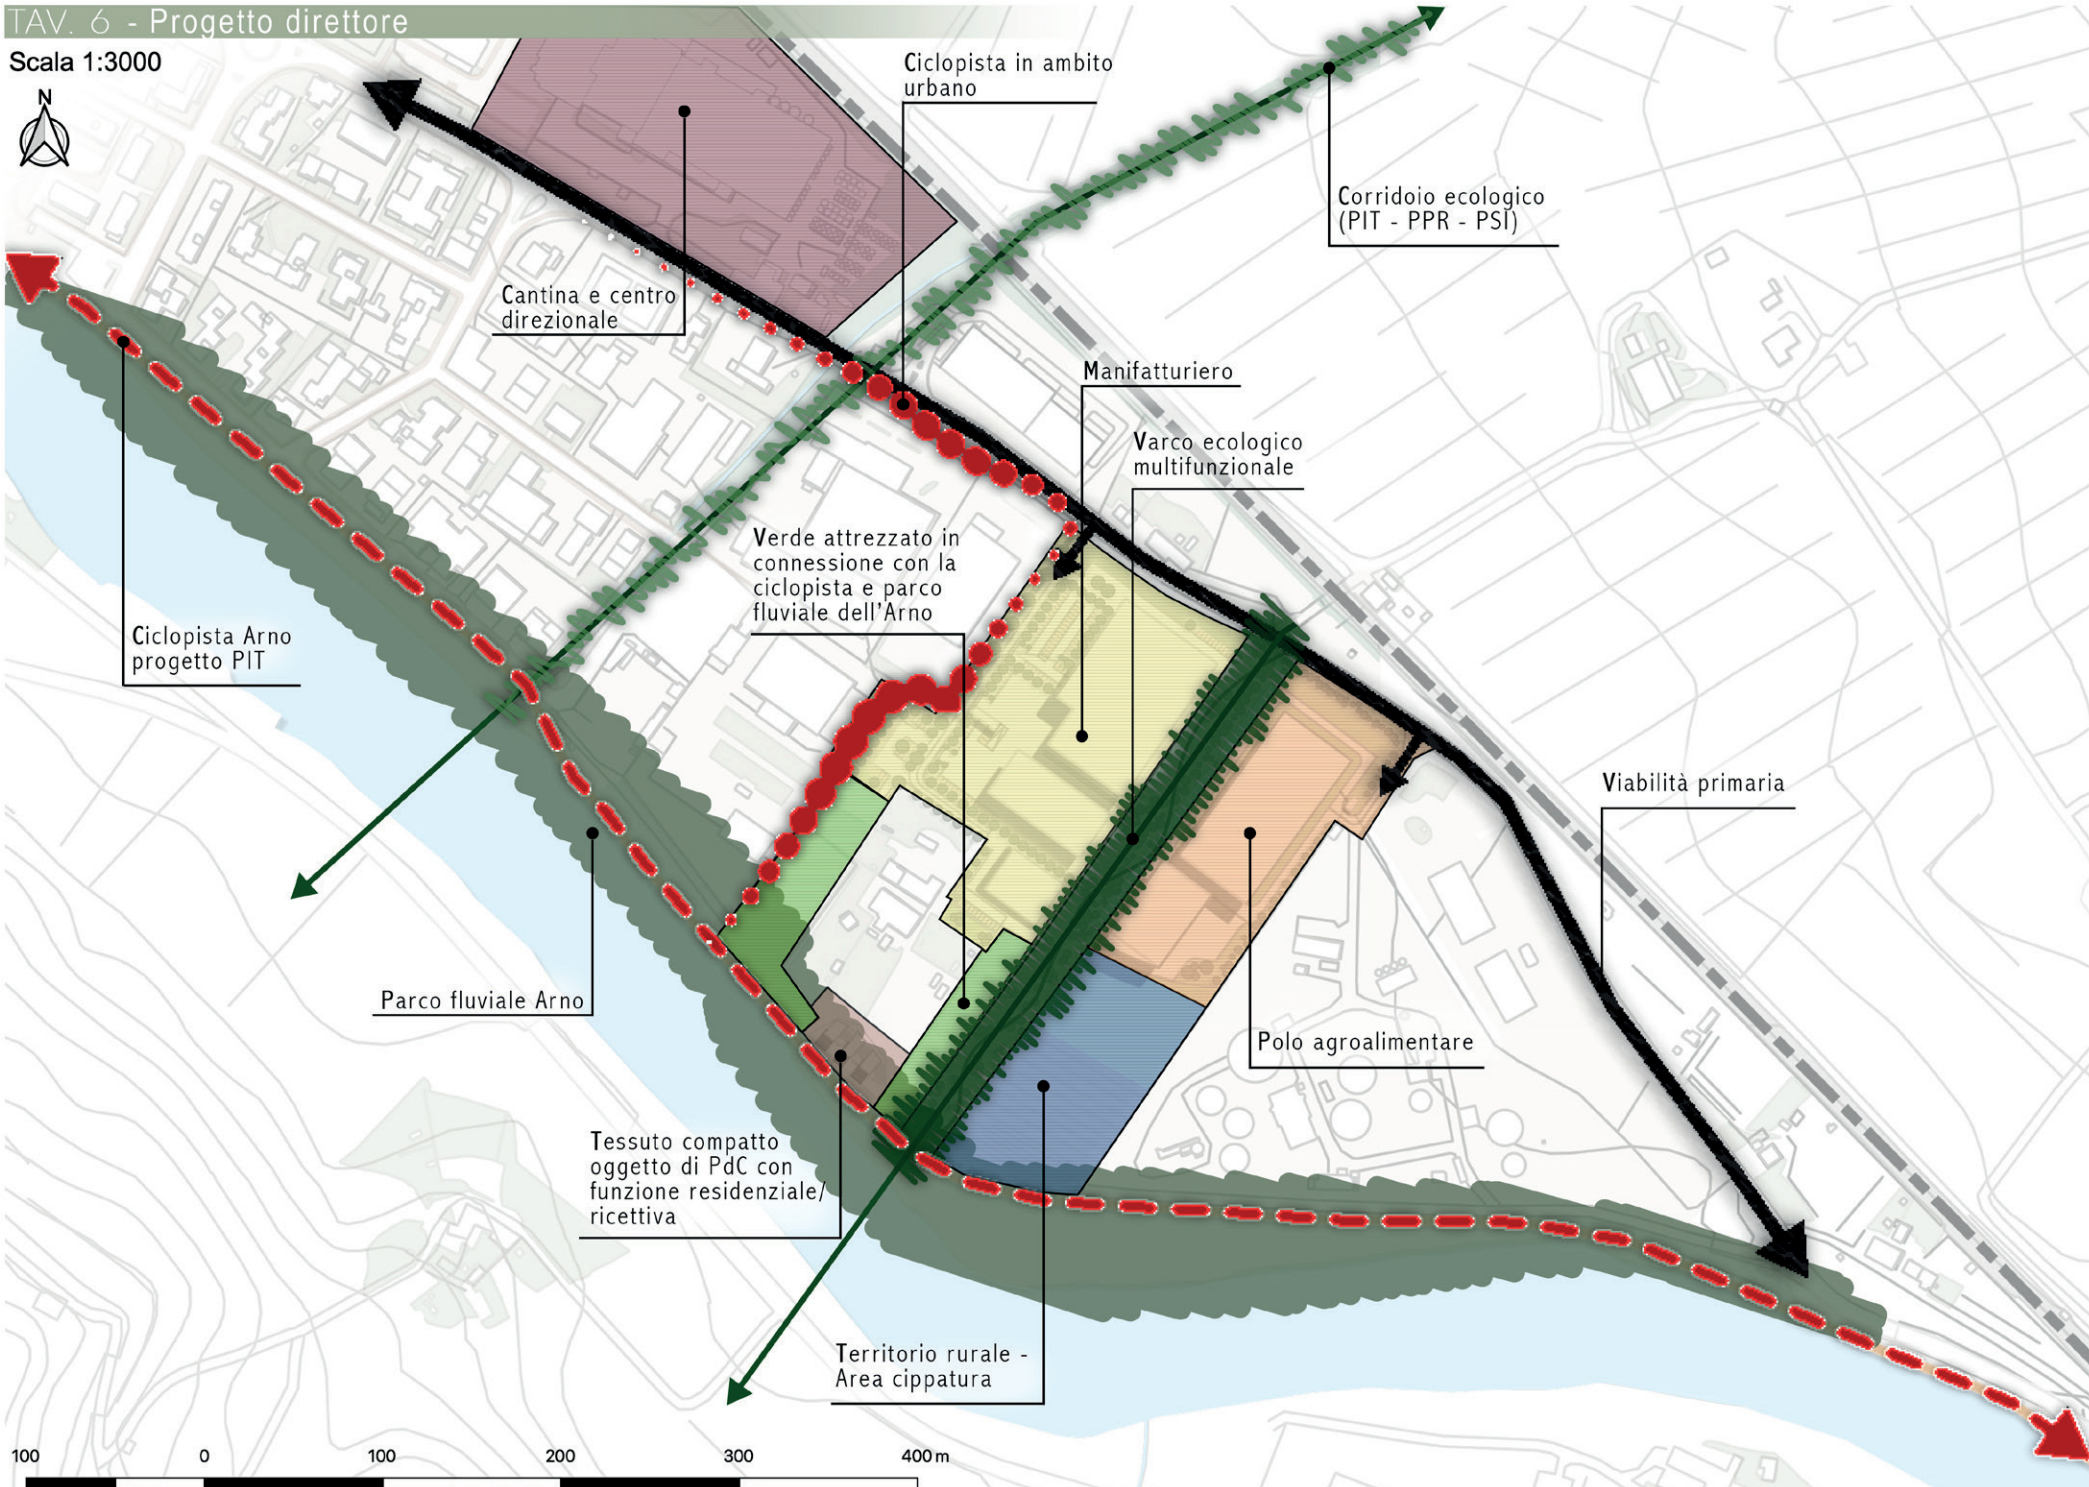 TAV. 6 - Progetto direttore
Scala 1:3000
N
Ciclopista in ambito
urbano
Corridoio ecologico
(PIT - PPR - PSI)
Cantina e centro
direzionale
Manifatturiero
Varco ecologico
multifunzionale
Verde attrezzato in
connessione con la
ciclopista e parco
fluviale dell'Arno
Ciclopista Arno
progetto PIT
Viabilità primaria
Parco fluviale Arno
Polo agroalimentare
Tessuto compatto
oggetto di PdC con
funzione residenziale/
ricettiva
Territorio rurale -
Area cippatura
100 0 100 200 300 400 m